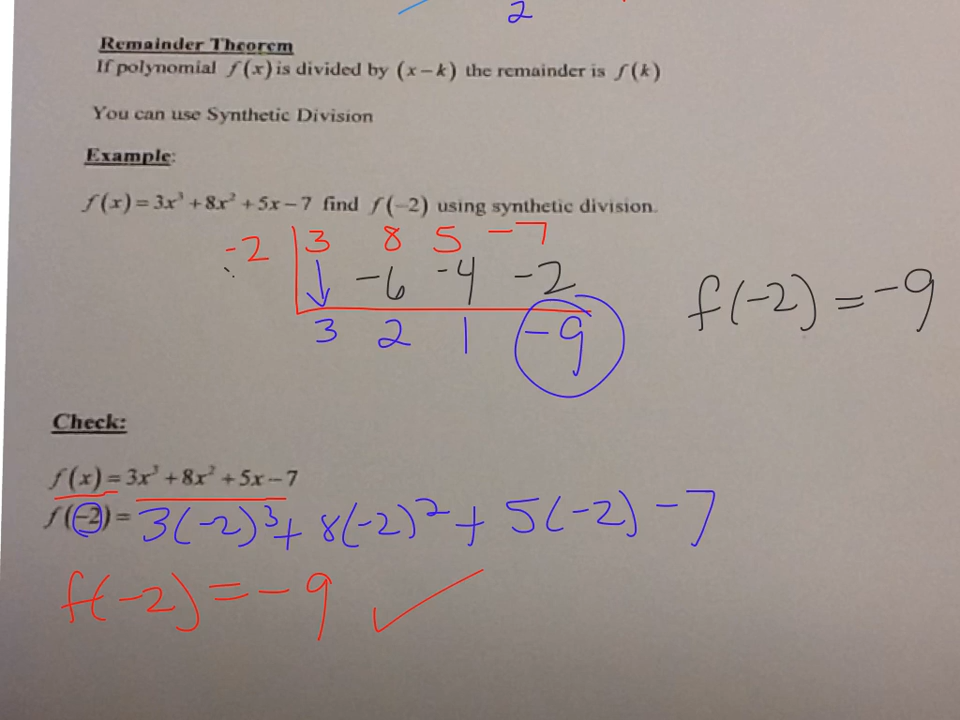 2
Remainder Theorem
If polynomial f(x) is divided by (x-k) the remainder is f(k)
You can use Synthetic Division
Example:
f(x) = 3x³ + 8x² + 5x - 7 find f(-2) using synthetic division.
-2 | 3 8 5 -7
↓ -6 -4 -2
3 2 1 -9
f(-2) = -9
Check:
f(x) = 3x³ + 8x² + 5x - 7
f(-2) = 3(-2)³ + 8(-2)² + 5(-2) - 7
f(-2) = -9 ✓